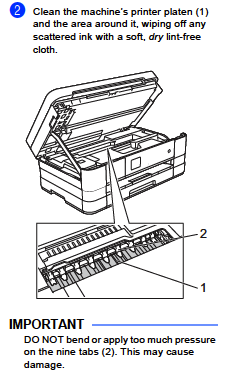 2 Clean the machine's printer platen (1)
and the area around it, wiping off any
scattered ink with a soft, dry lint-free
cloth.
2
1
IMPORTANT
DO NOT bend or apply too much pressure
on the nine tabs (2). This may cause
damage.